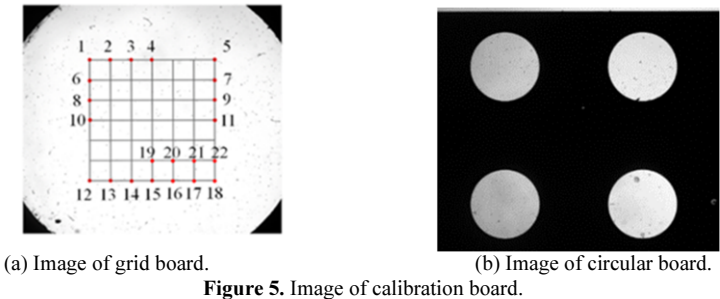 1 2 3 4 5
6 7
8 9
10 11
19 20 21 22
12 13 14 15 16 17 18
(a) Image of grid board. (b) Image of circular board.
Figure 5. Image of calibration board.